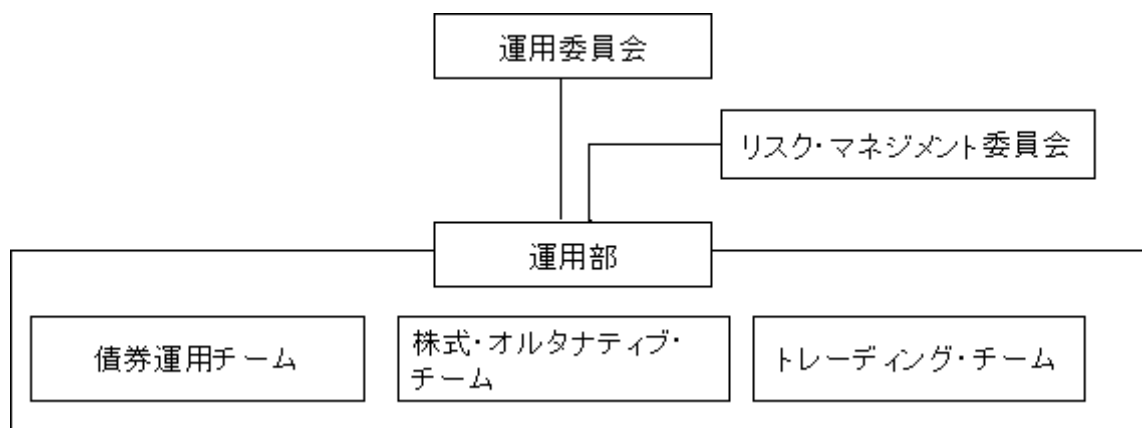 運用委員会
リスク・マネジメント委員会
運用部
債券運用チーム
株式・オルタナティブ・
チーム
トレーディング・チーム